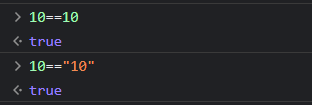 > 10==10
<· true
> 10=="10"
<· true